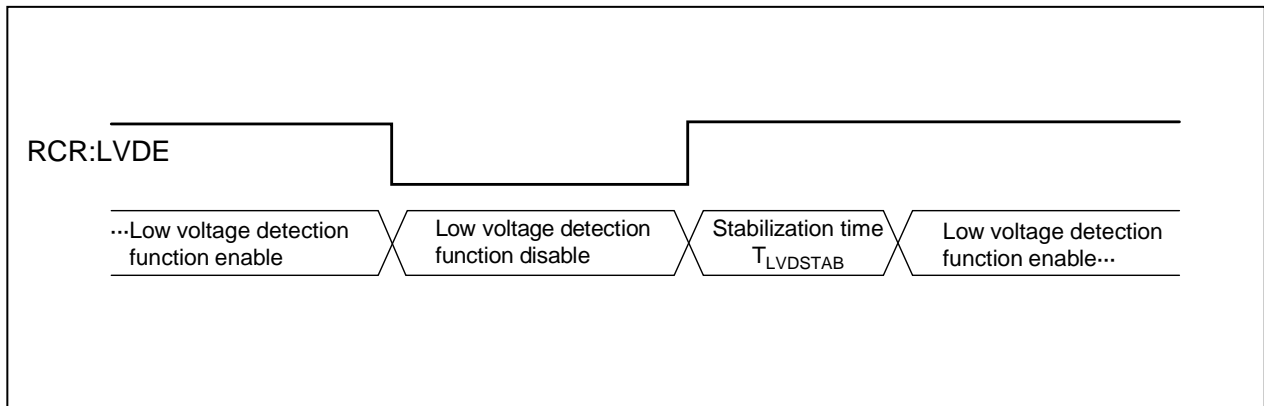 RCR:LVDE
···Low voltage detection
function enable
Low voltage detection
function disable
Stabilization time
TLVDSTAB
Low voltage detection
function enable···